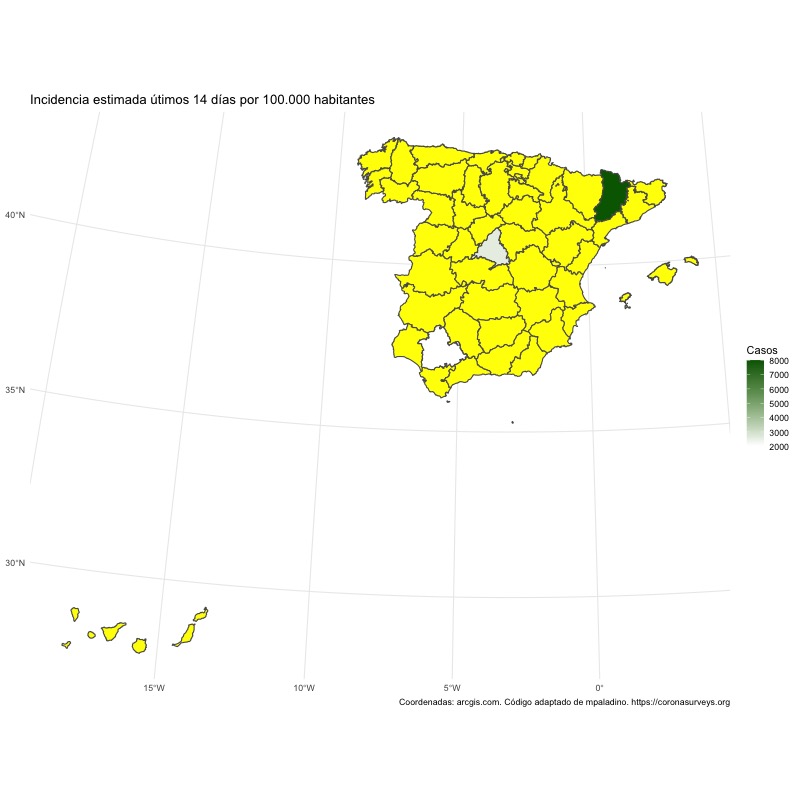 Incidencia estimada útimos 14 días por 100.000 habitantes
40°N
35°N
30°N
15°W
10°W
5°W
0°
Casos
8000
7000
6000
5000
4000
3000
2000
Coordenadas: arcgis.com. Código adaptado de mpaladino. https://coronasurveys.org